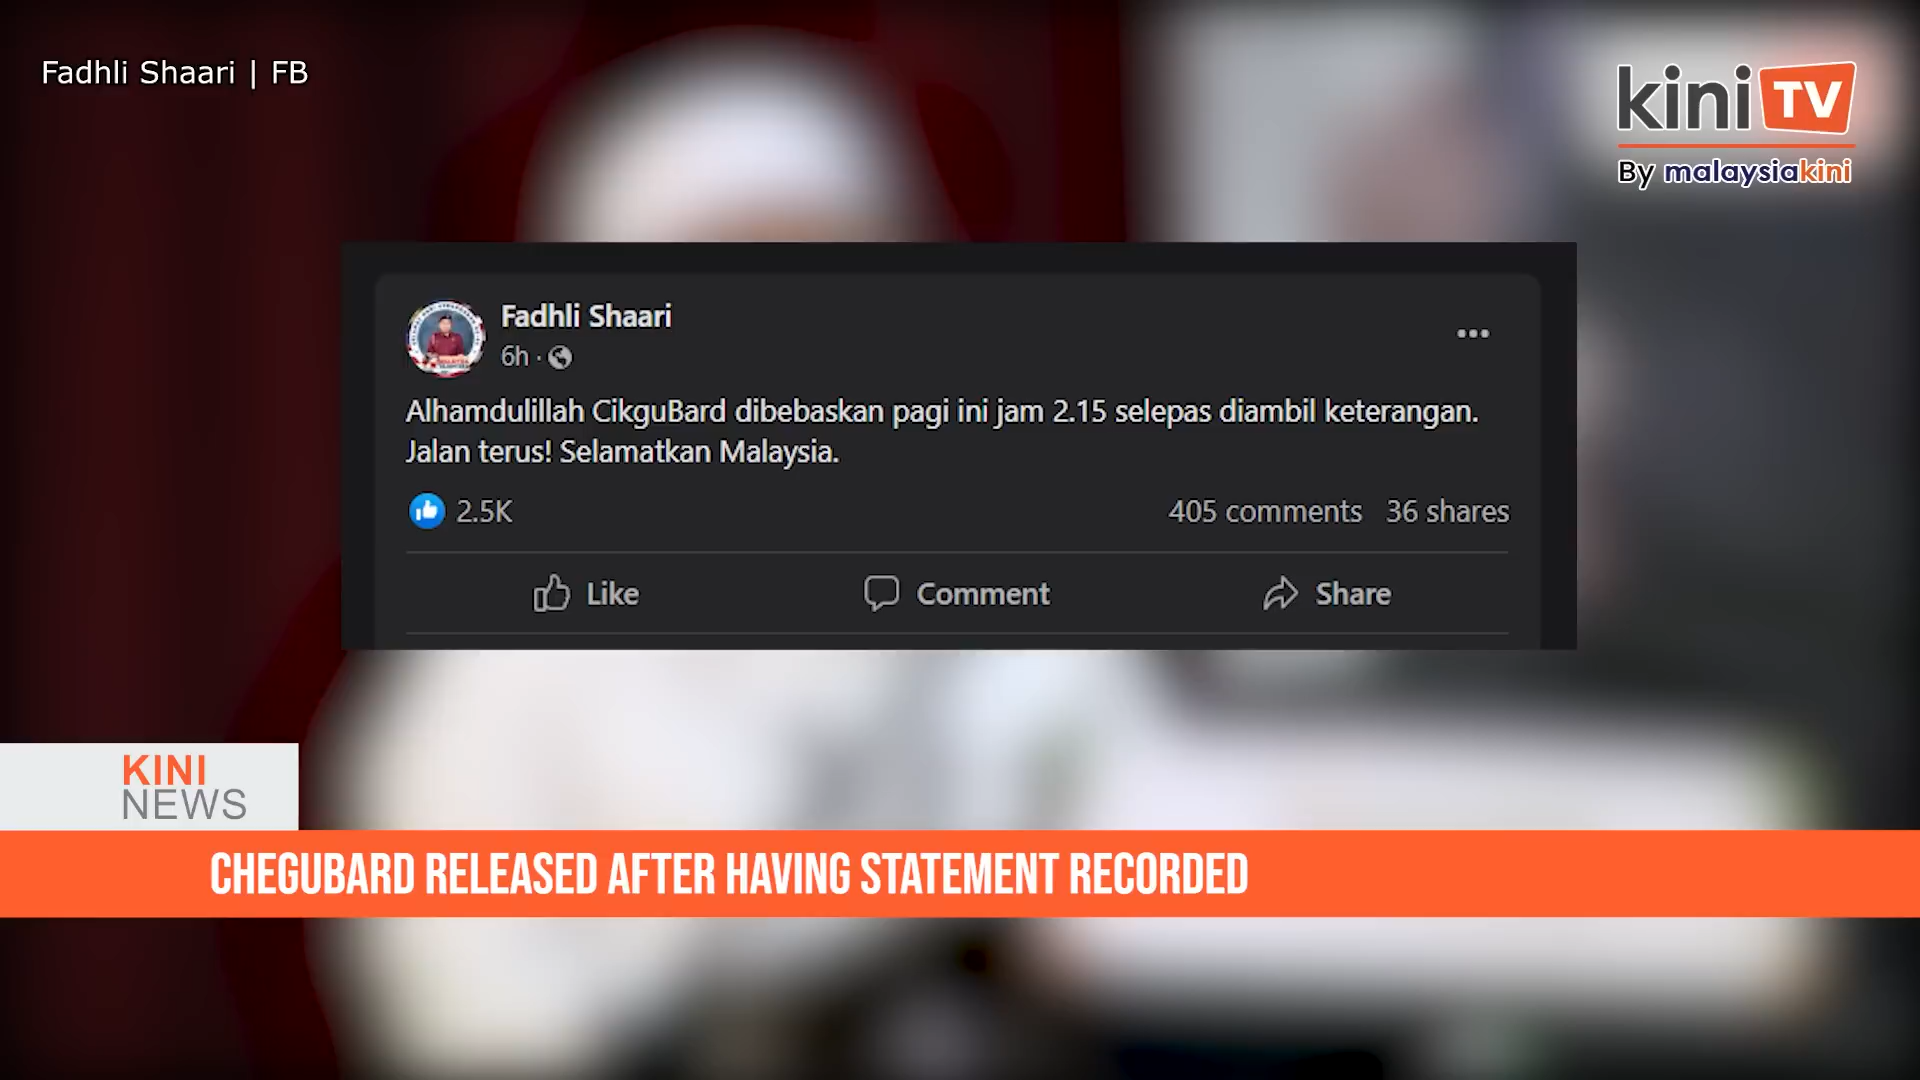 Fadhli Shaari | FB
kini TV
By malaysiakini
Fadhli Shaari
6h ·
Alhamdulillah CikguBard dibebaskan pagi ini jam 2.15 selepas diambil keterangan.
Jalan terus! Selamatkan Malaysia.
2.5K
405 comments 36 shares
Like Comment Share
KINI
NEWS
CHEGUBARD RELEASED AFTER HAVING STATEMENT RECORDED